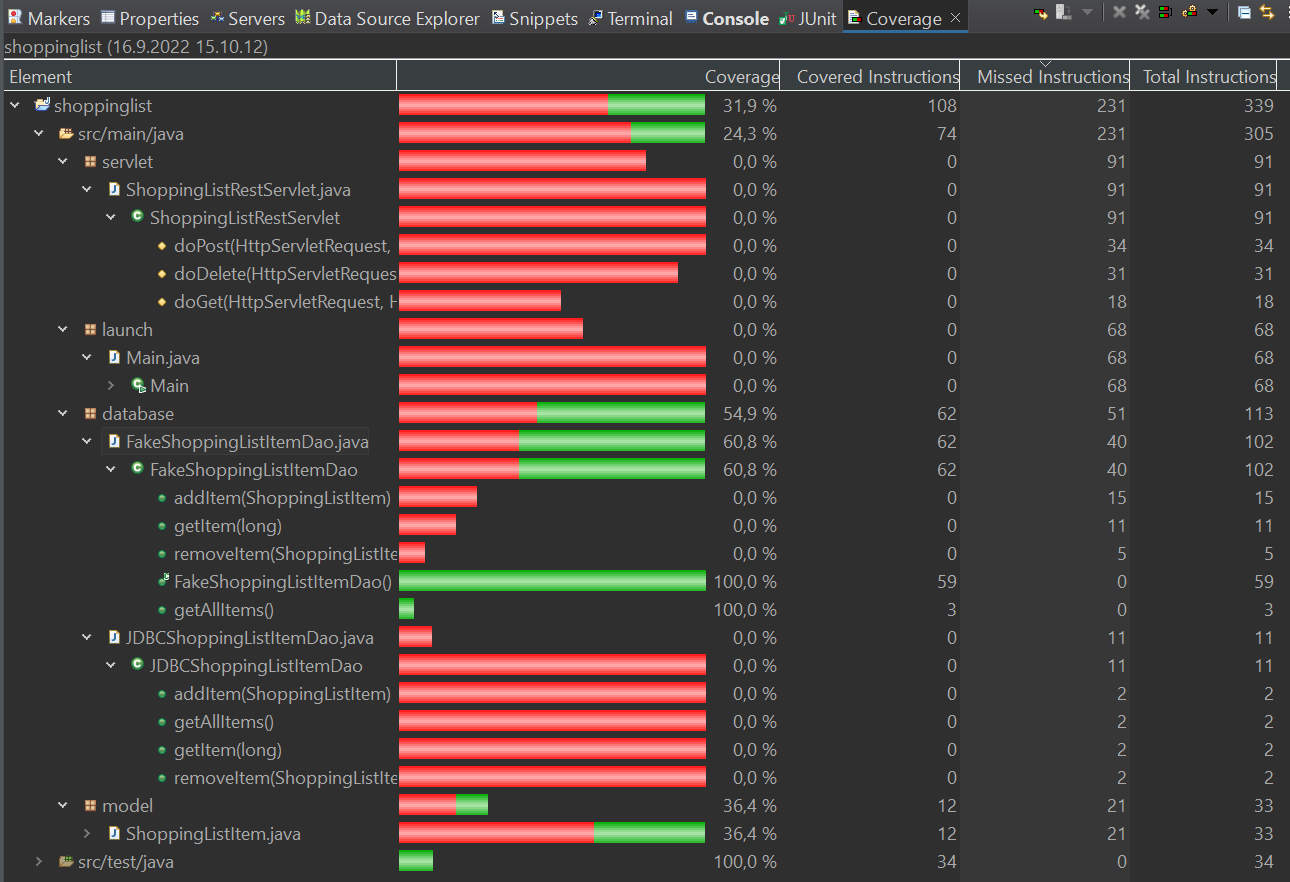 Markers Properties Servers Data Source Explorer Snippets Terminal Console JUnit Coverage
shoppinglist (16.9.2022 15.10.12)
Element Coverage Covered Instructions Missed Instructions Total Instructions
shoppinglist 31,9 % 108 231 339
src/main/java 24,3 % 74 231 305
servlet 0,0 % 0 91 91
ShoppingListRestServlet.java 0,0 % 0 91 91
ShoppingListRestServlet 0,0 % 0 91 91
doPost(HttpServletRequest, 0,0 % 0 34 34
doDelete(HttpServletReques 0,0 % 0 31 31
doGet(HttpServletRequest, H 0,0 % 0 18 18
launch 0,0 % 0 68 68
Main.java 0,0 % 0 68 68
Main 0,0 % 0 68 68
database 54,9 % 62 51 113
FakeShoppingListItemDao.java 60,8 % 62 40 102
FakeShoppingListItemDao 60,8 % 62 40 102
addItem(ShoppingListItem) 0,0 % 0 15 15
getItem(long) 0,0 % 0 11 11
removeItem(ShoppingListIte 0,0 % 0 5 5
FakeShoppingListItemDao() 100,0 % 59 0 59
getAllItems() 100,0 % 3 0 3
JDBCShoppingListItemDao.java 0,0 % 0 11 11
JDBCShoppingListItemDao 0,0 % 0 11 11
addItem(ShoppingListItem) 0,0 % 0 2 2
getAllItems() 0,0 % 0 2 2
getItem(long) 0,0 % 0 2 2
removeItem(ShoppingListIte 0,0 % 0 2 2
model 36,4 % 12 21 33
ShoppingListItem.java 36,4 % 12 21 33
src/test/java 100,0 % 34 0 34